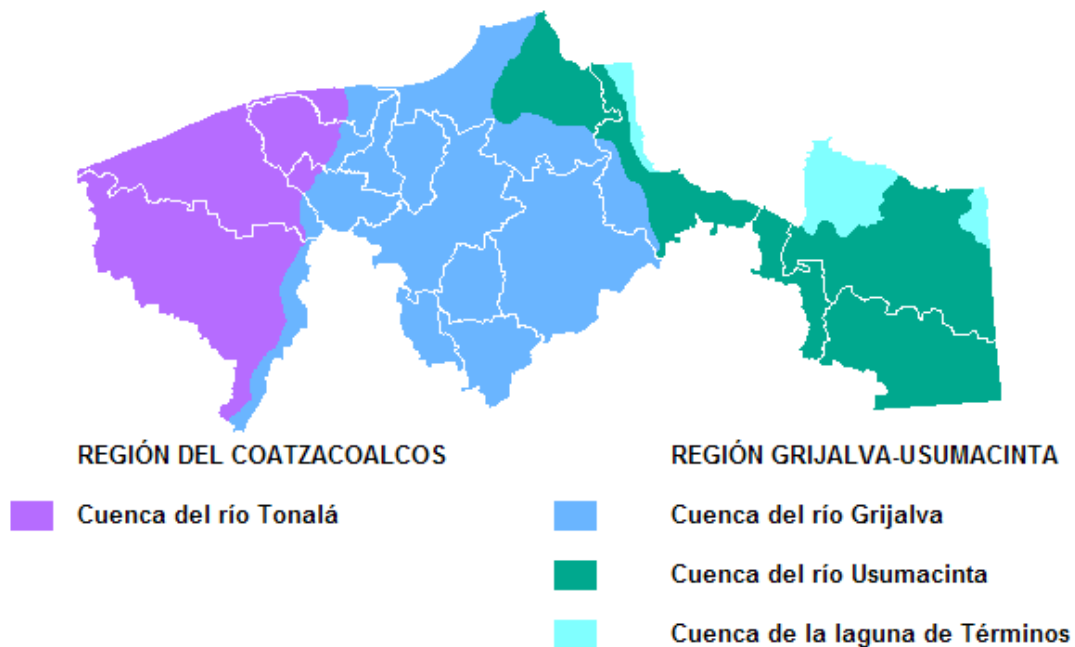 REGIÓN DEL COATZACOALCOS
Cuenca del río Tonalá
REGIÓN GRIJALVA-USUMACINTA
Cuenca del río Grijalva
Cuenca del río Usumacinta
Cuenca de la laguna de Términos